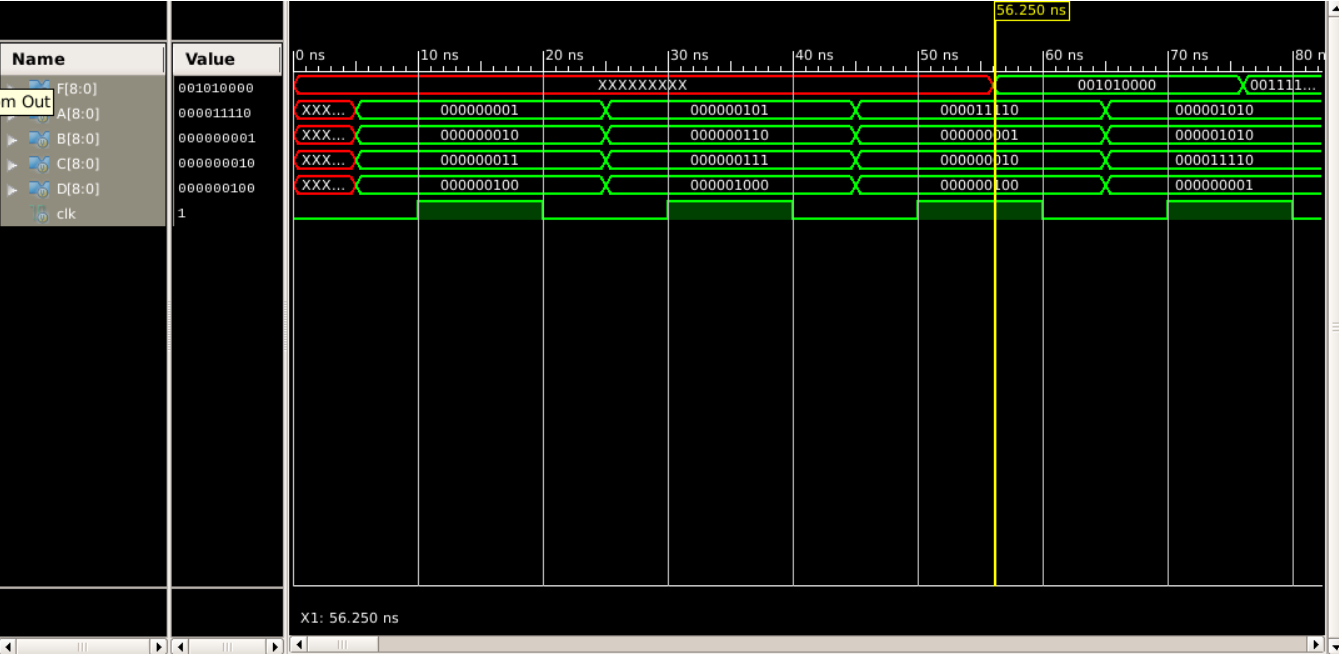 56.250 ns
Name Value 0 ns 10 ns 20 ns 30 ns 40 ns 50 ns 60 ns 70 ns 80 n
F[8:0] 001010000 XXXXXXXXX 001010000 001111...
m Out
A[8:0] 000011110 XXX... 000000001 000000101 000011110 000001010
B[8:0] 000000001 XXX... 000000010 000000110 000000001 000001010
C[8:0] 000000010 XXX... 000000011 000000111 000000010 000011110
D[8:0] 000000100 XXX... 000000100 000001000 000000100 000000001
clk 1
X1: 56.250 ns